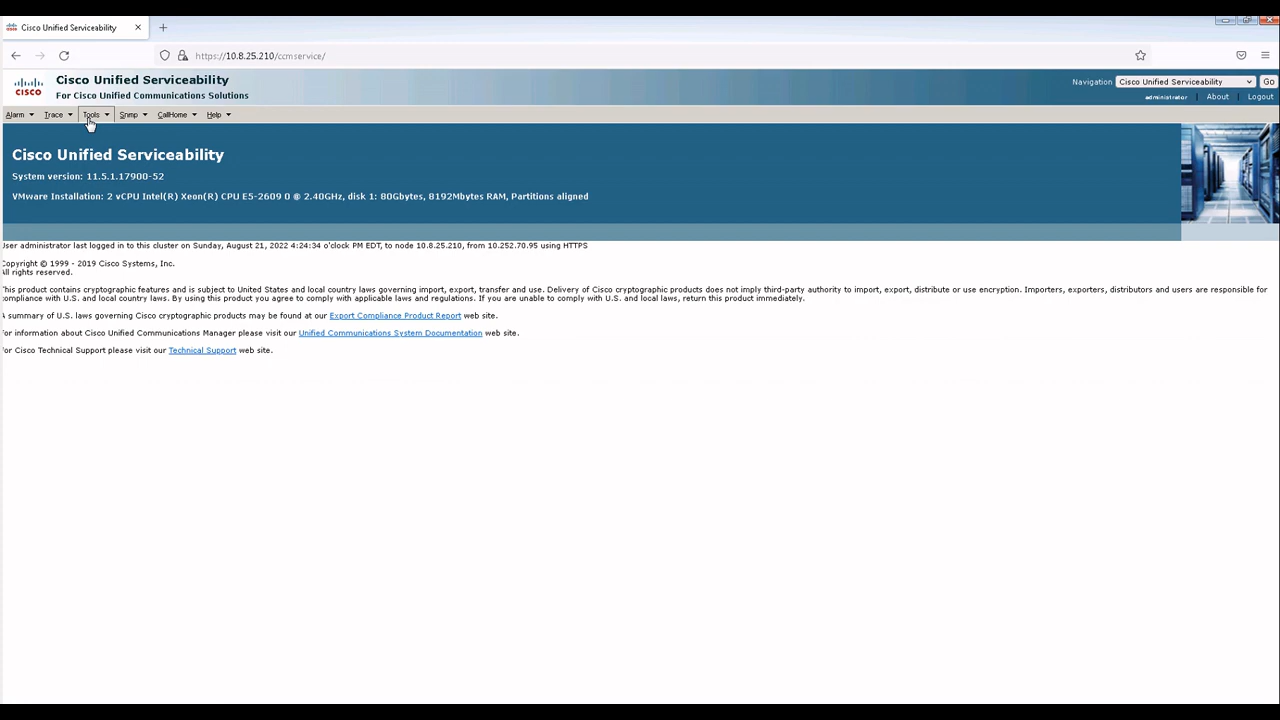 Cisco Unified Serviceability
https://10.8.25.210/ccmservice/
CISCO
Cisco Unified Serviceability
For Cisco Unified Communications Solutions
Navigation Cisco Unified Serviceability Go
administrator | About | Logout
Alarm Trace Tools Snmp CallHome Help
Cisco Unified Serviceability
System version: 11.5.1.17900-52
VMware Installation: 2 vCPU Intel(R) Xeon(R) CPU E5-2609 0 @ 2.40GHz, disk 1: 80Gbytes, 8192Mbytes RAM, Partitions aligned
User administrator last logged in to this cluster on Sunday, August 21, 2022 4:24:34 o'clock PM EDT, to node 10.8.25.210, from 10.252.70.95 using HTTPS
Copyright © 1999 - 2019 Cisco Systems, Inc.
All rights reserved.
This product contains cryptographic features and is subject to United States and local country laws governing import, export, transfer and use. Delivery of Cisco cryptographic products does not imply third-party authority to import, export, distribute or use encryption. Importers, exporters, distributors and users are responsible for
compliance with U.S. and local country laws. By using this product you agree to comply with applicable laws and regulations. If you are unable to comply with U.S. and local laws, return this product immediately.
A summary of U.S. laws governing Cisco cryptographic products may be found at our Export Compliance Product Report web site.
For information about Cisco Unified Communications Manager please visit our Unified Communications System Documentation web site.
For Cisco Technical Support please visit our Technical Support web site.